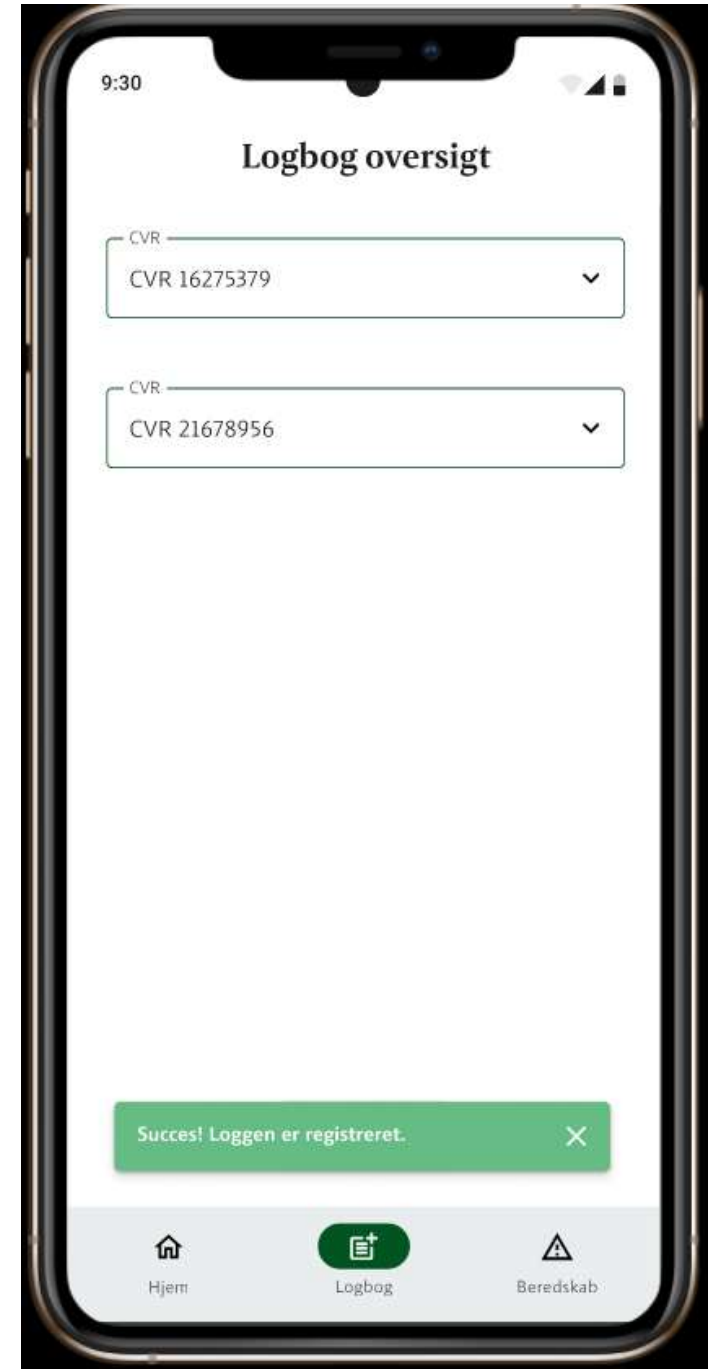 9:30
Logbog oversigt
CVR
CVR 16275379
CVR
CVR 21678956
Succes! Loggen er registreret.
Hjem
Logbog
Beredskab